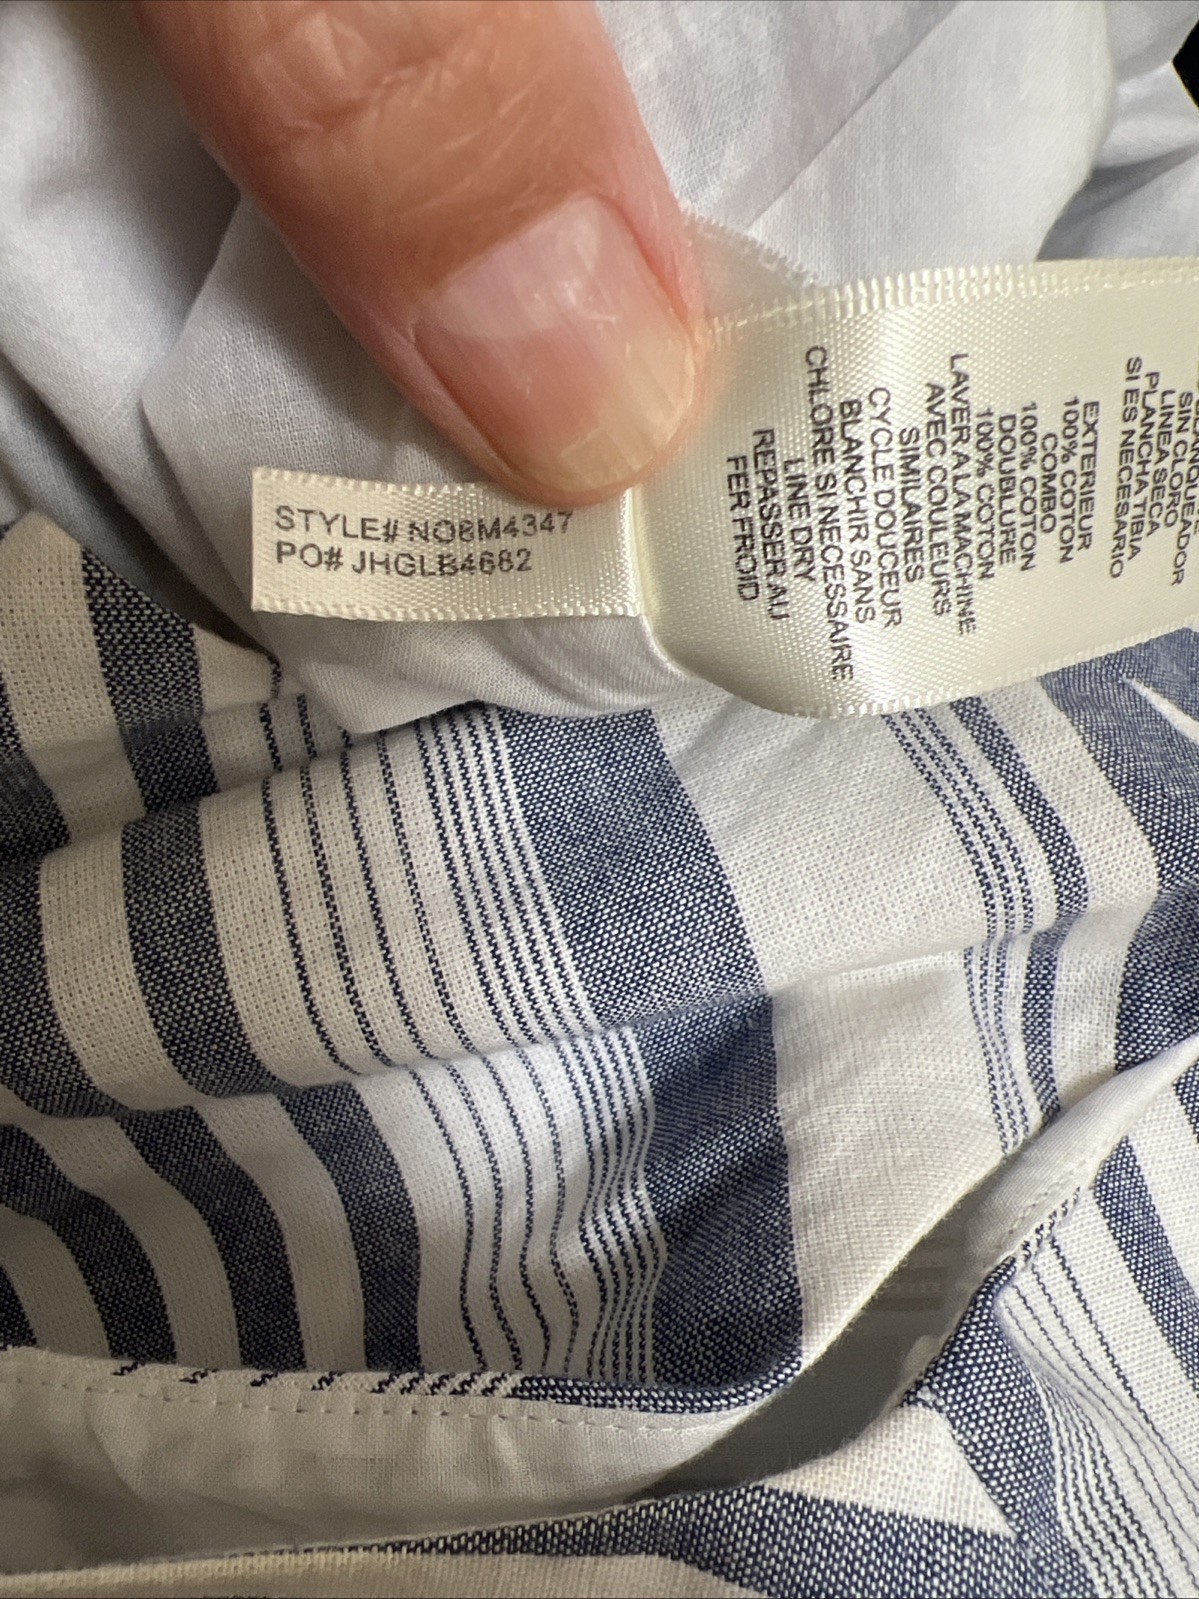 STYLE# NO8M4347
PO# JHGLB4682
SIN CLQUEADOR
LINEA SORO
PLANCHA TIBIA
SECA
SI ES NECESARIO
EXTERIEUR
100% COTON
COMBO
100% COTON
DOUBLURE
100% COTON
LAVER A LA MACHINE
AVEC COULEURS
SIMILAIRES
CYCLE DOUCEUR
BLANCHIR SANS
CHLORE SI NECESSAIRE
LINE DRY
REPASSER AU
FER FROID